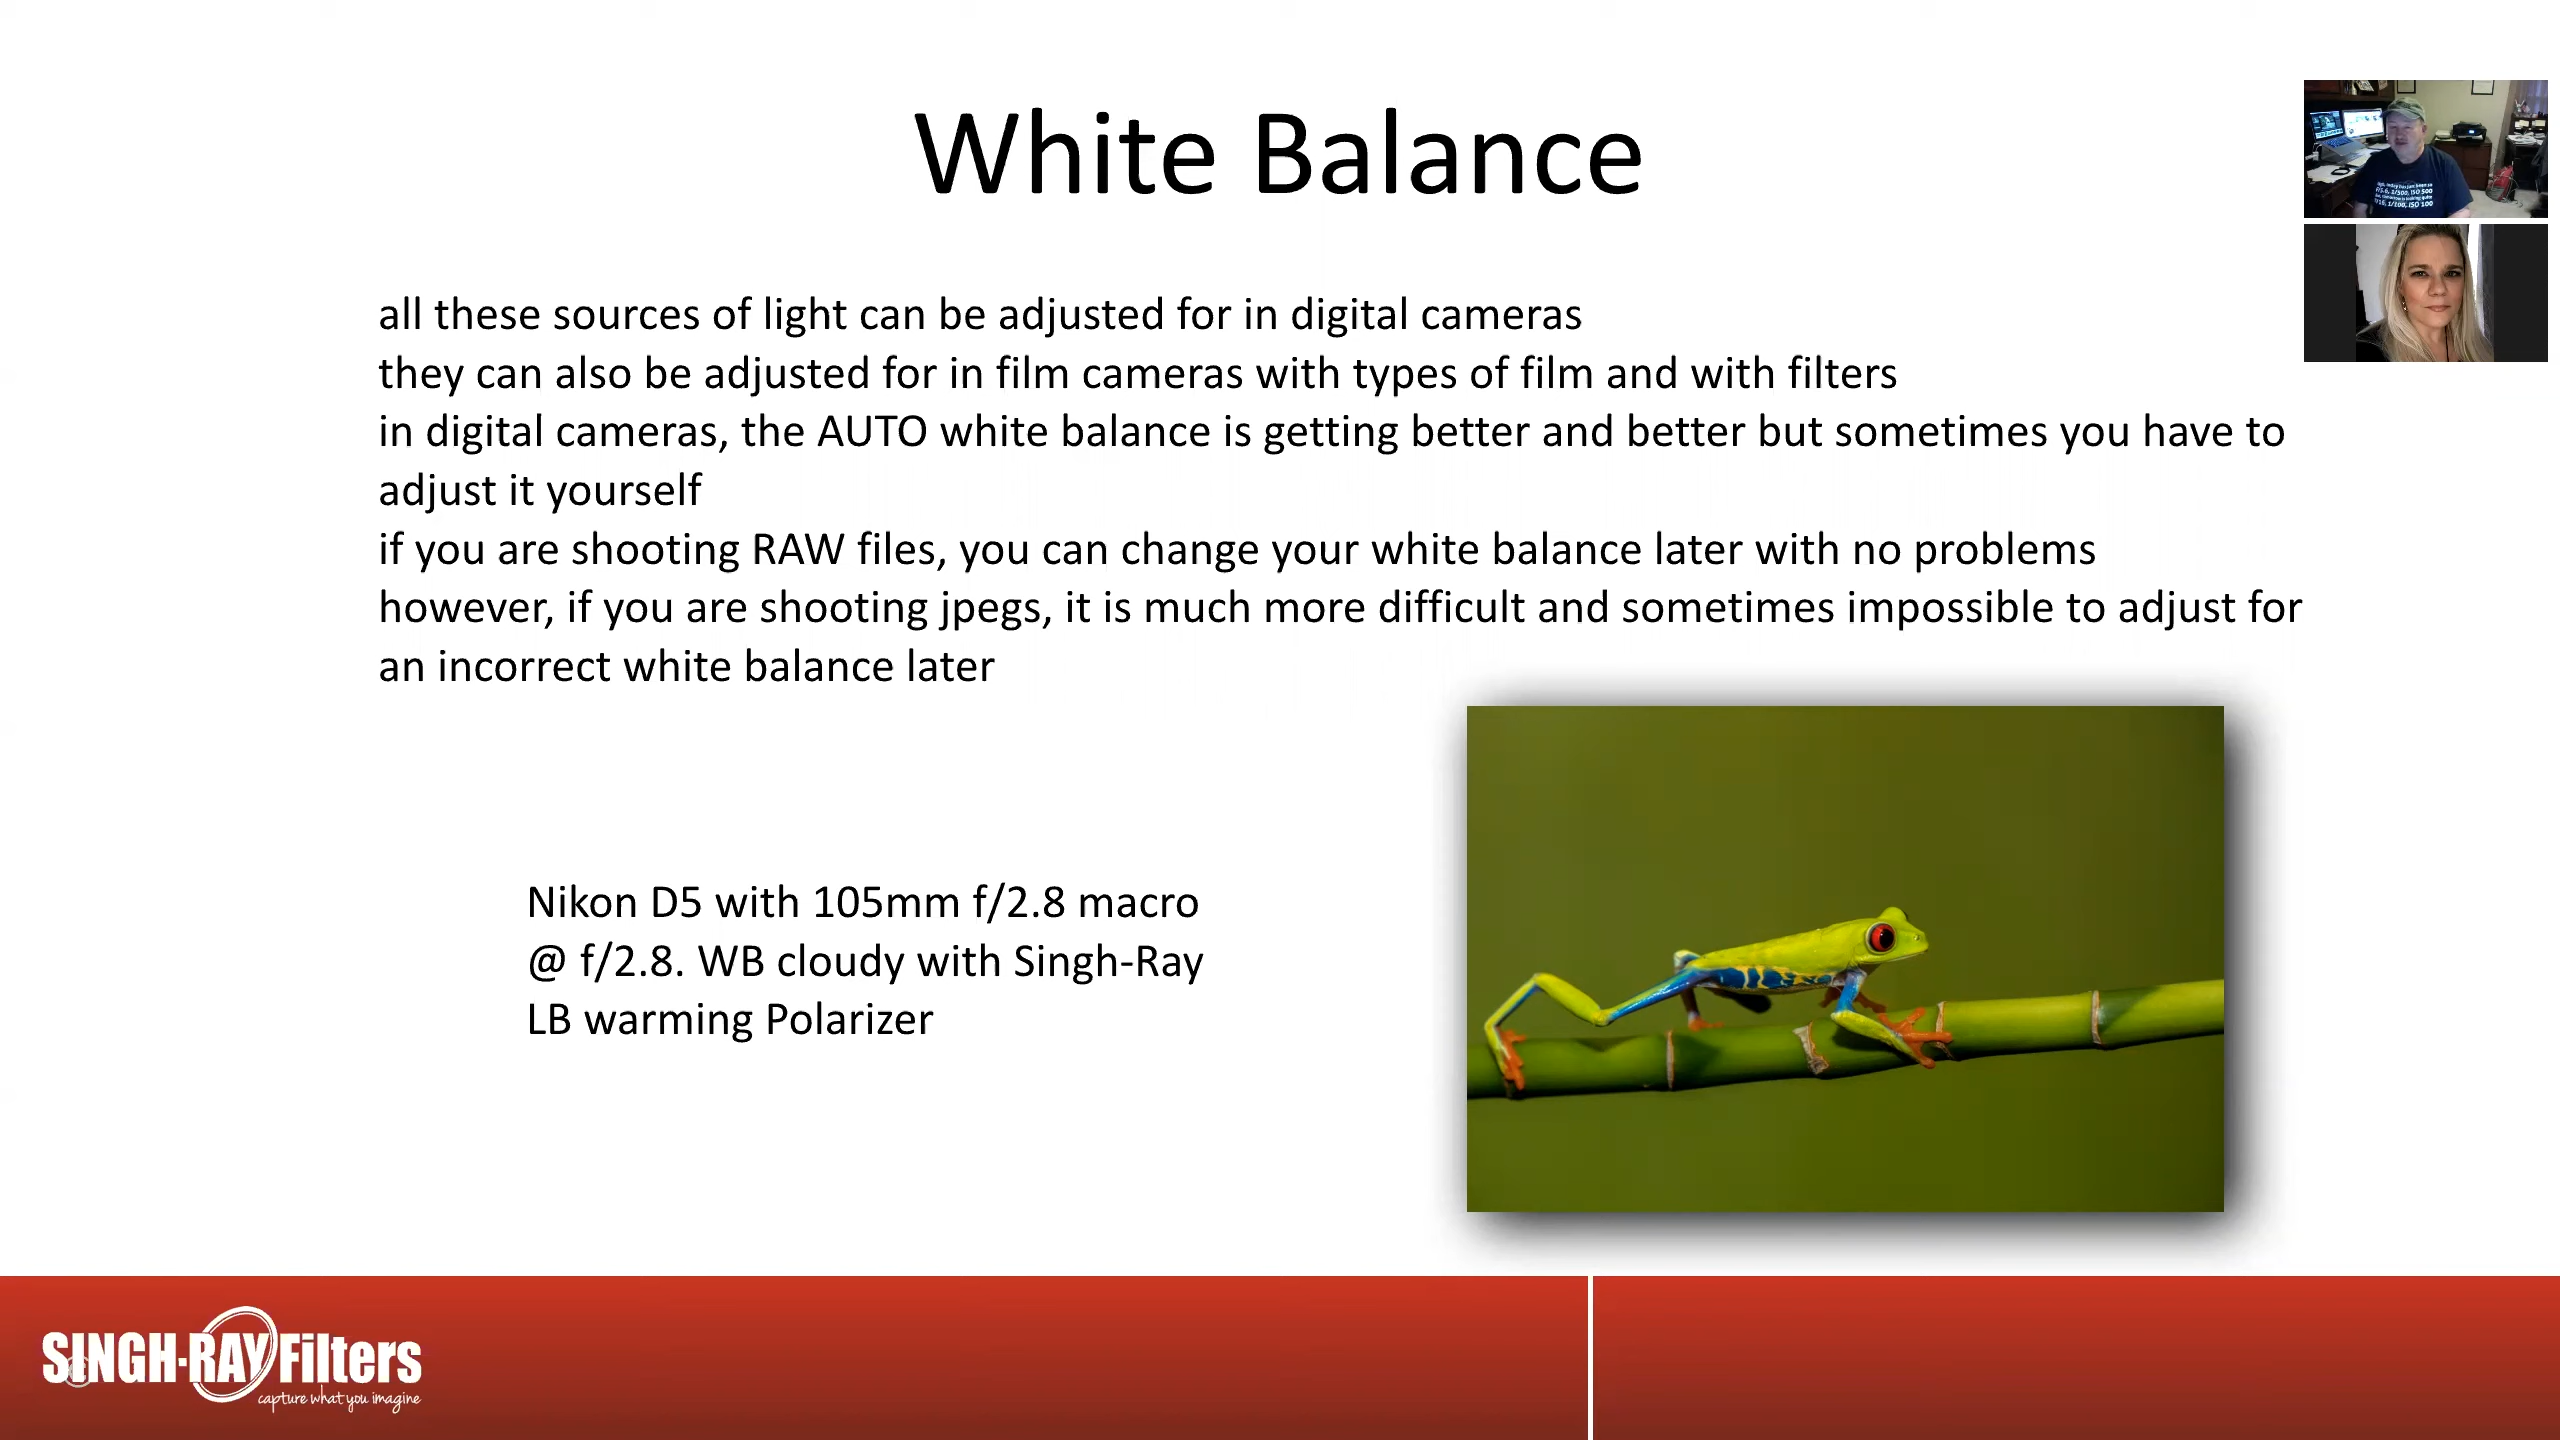 White Balance
all these sources of light can be adjusted for in digital cameras
they can also be adjusted for in film cameras with types of film and with filters
in digital cameras, the AUTO white balance is getting better and better but sometimes you have to
adjust it yourself
if you are shooting RAW files, you can change your white balance later with no problems
however, if you are shooting jpegs, it is much more difficult and sometimes impossible to adjust for
an incorrect white balance later
Nikon D5 with 105mm f/2.8 macro
@ f/2.8. WB cloudy with Singh-Ray
LB warming Polarizer
SINGH-RAY Filters
capture what you imagine